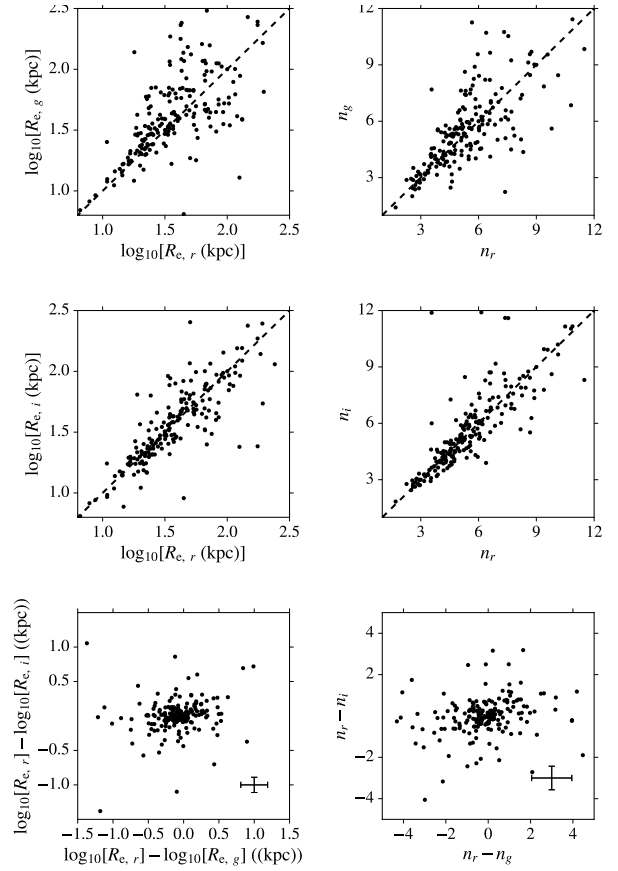 2.5
2.0
1.5
1.0
log10[Re, g (kpc)]
1.0 1.5 2.0 2.5
log10[Re, r (kpc)]
12
9
6
3
ng
3 6 9 12
nr
2.5
2.0
1.5
1.0
log10[Re, i (kpc)]
1.0 1.5 2.0 2.5
log10[Re, r (kpc)]
12
9
6
3
ni
3 6 9 12
nr
1.0
0.5
−0.5
−1.0
log10[Re, r]−log10[Re, i] ((kpc))
−1.5 −1.0 −0.5 0.0 0.5 1.0 1.5
log10[Re, r]−log10[Re, g] ((kpc))
5
2
−2
−4
nr−ni
−4 −2 0 2 4
nr−ng